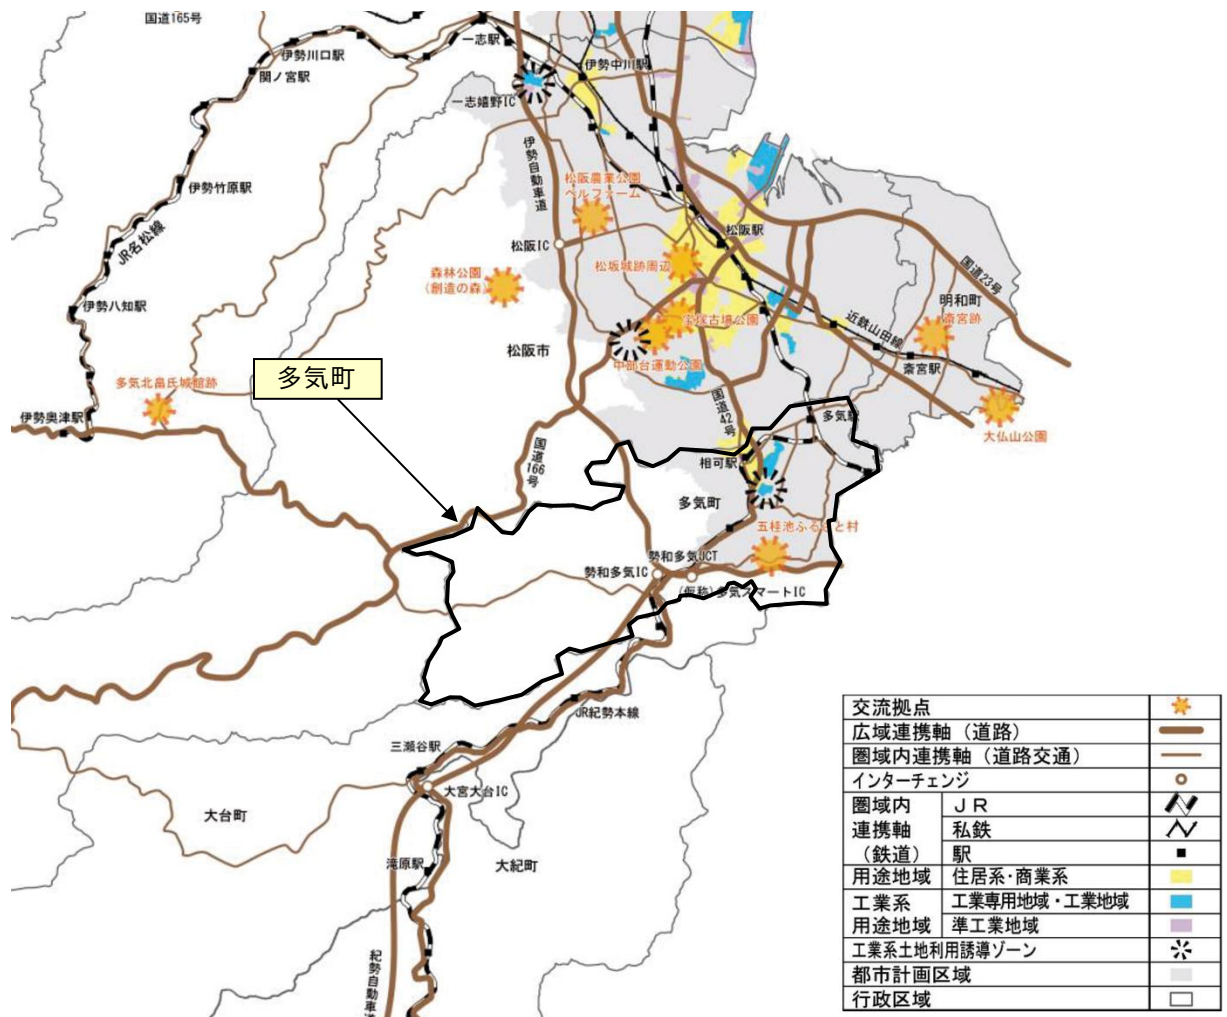 国道165号
一志駅
伊勢川口駅
関ノ宮駅
伊勢中川駅
一志嬉野IC
伊勢自動車道
伊勢竹原駅
松阪農業公園
ベルファーム
JR名松線
松阪IC
松阪駅
松坂城跡周辺
国道23号
森林公園
(創造の森)
伊勢八知駅
明和町
斎宮跡
宝塚古墳公園
近鉄山田線
松阪市
中部台運動公園
斎宮駅
多気町
多気北畠氏城館跡
伊勢奥津駅
国道42号
多気駅
大仏山公園
国道166号
相可駅
多気町
五桂池ふるさと村
勢和多気JCT
勢和多気IC
(仮称)多気スマートIC
JR紀勢本線
三瀬谷駅
大宮大台IC
大台町
滝原駅
大紀町
紀勢自動車道
交流拠点
広域連携軸（道路）
圏域内連携軸（道路交通）
インターチェンジ
圏域内 ＪＲ
連携軸 私鉄
（鉄道） 駅
用途地域 住居系・商業系
工業系 工業専用地域・工業地域
用途地域 準工業地域
工業系土地利用誘導ゾーン
都市計画区域
行政区域